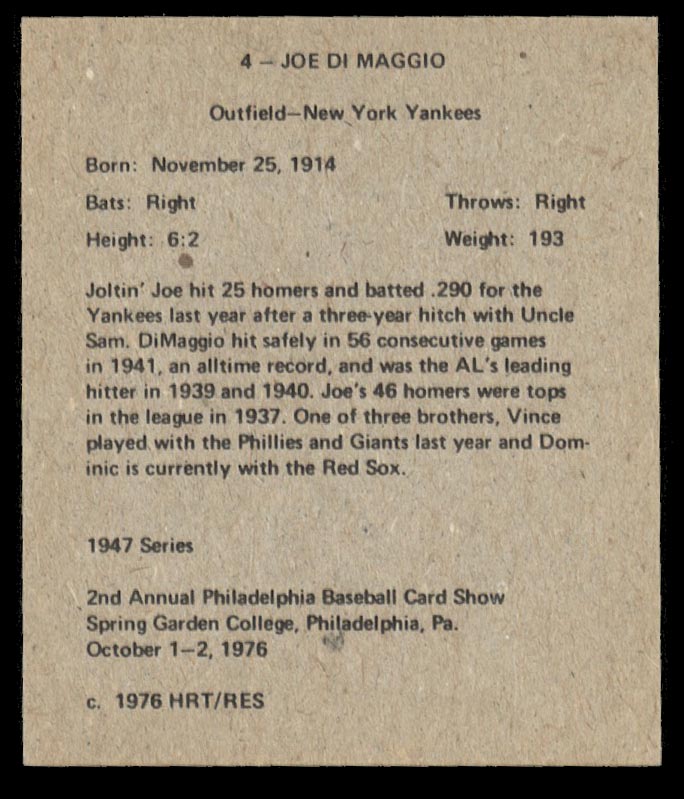 4 – JOE DI MAGGIO
Outfield–New York Yankees
Born: November 25, 1914
Bats: Right Throws: Right
Height: 6:2 Weight: 193
Joltin' Joe hit 25 homers and batted .290 for the
Yankees last year after a three-year hitch with Uncle
Sam. DiMaggio hit safely in 56 consecutive games
in 1941, an alltime record, and was the AL's leading
hitter in 1939 and 1940. Joe's 46 homers were tops
in the league in 1937. One of three brothers, Vince
played with the Phillies and Giants last year and Dom-
inic is currently with the Red Sox.
1947 Series
2nd Annual Philadelphia Baseball Card Show
Spring Garden College, Philadelphia, Pa.
October 1–2, 1976
c. 1976 HRT/RES